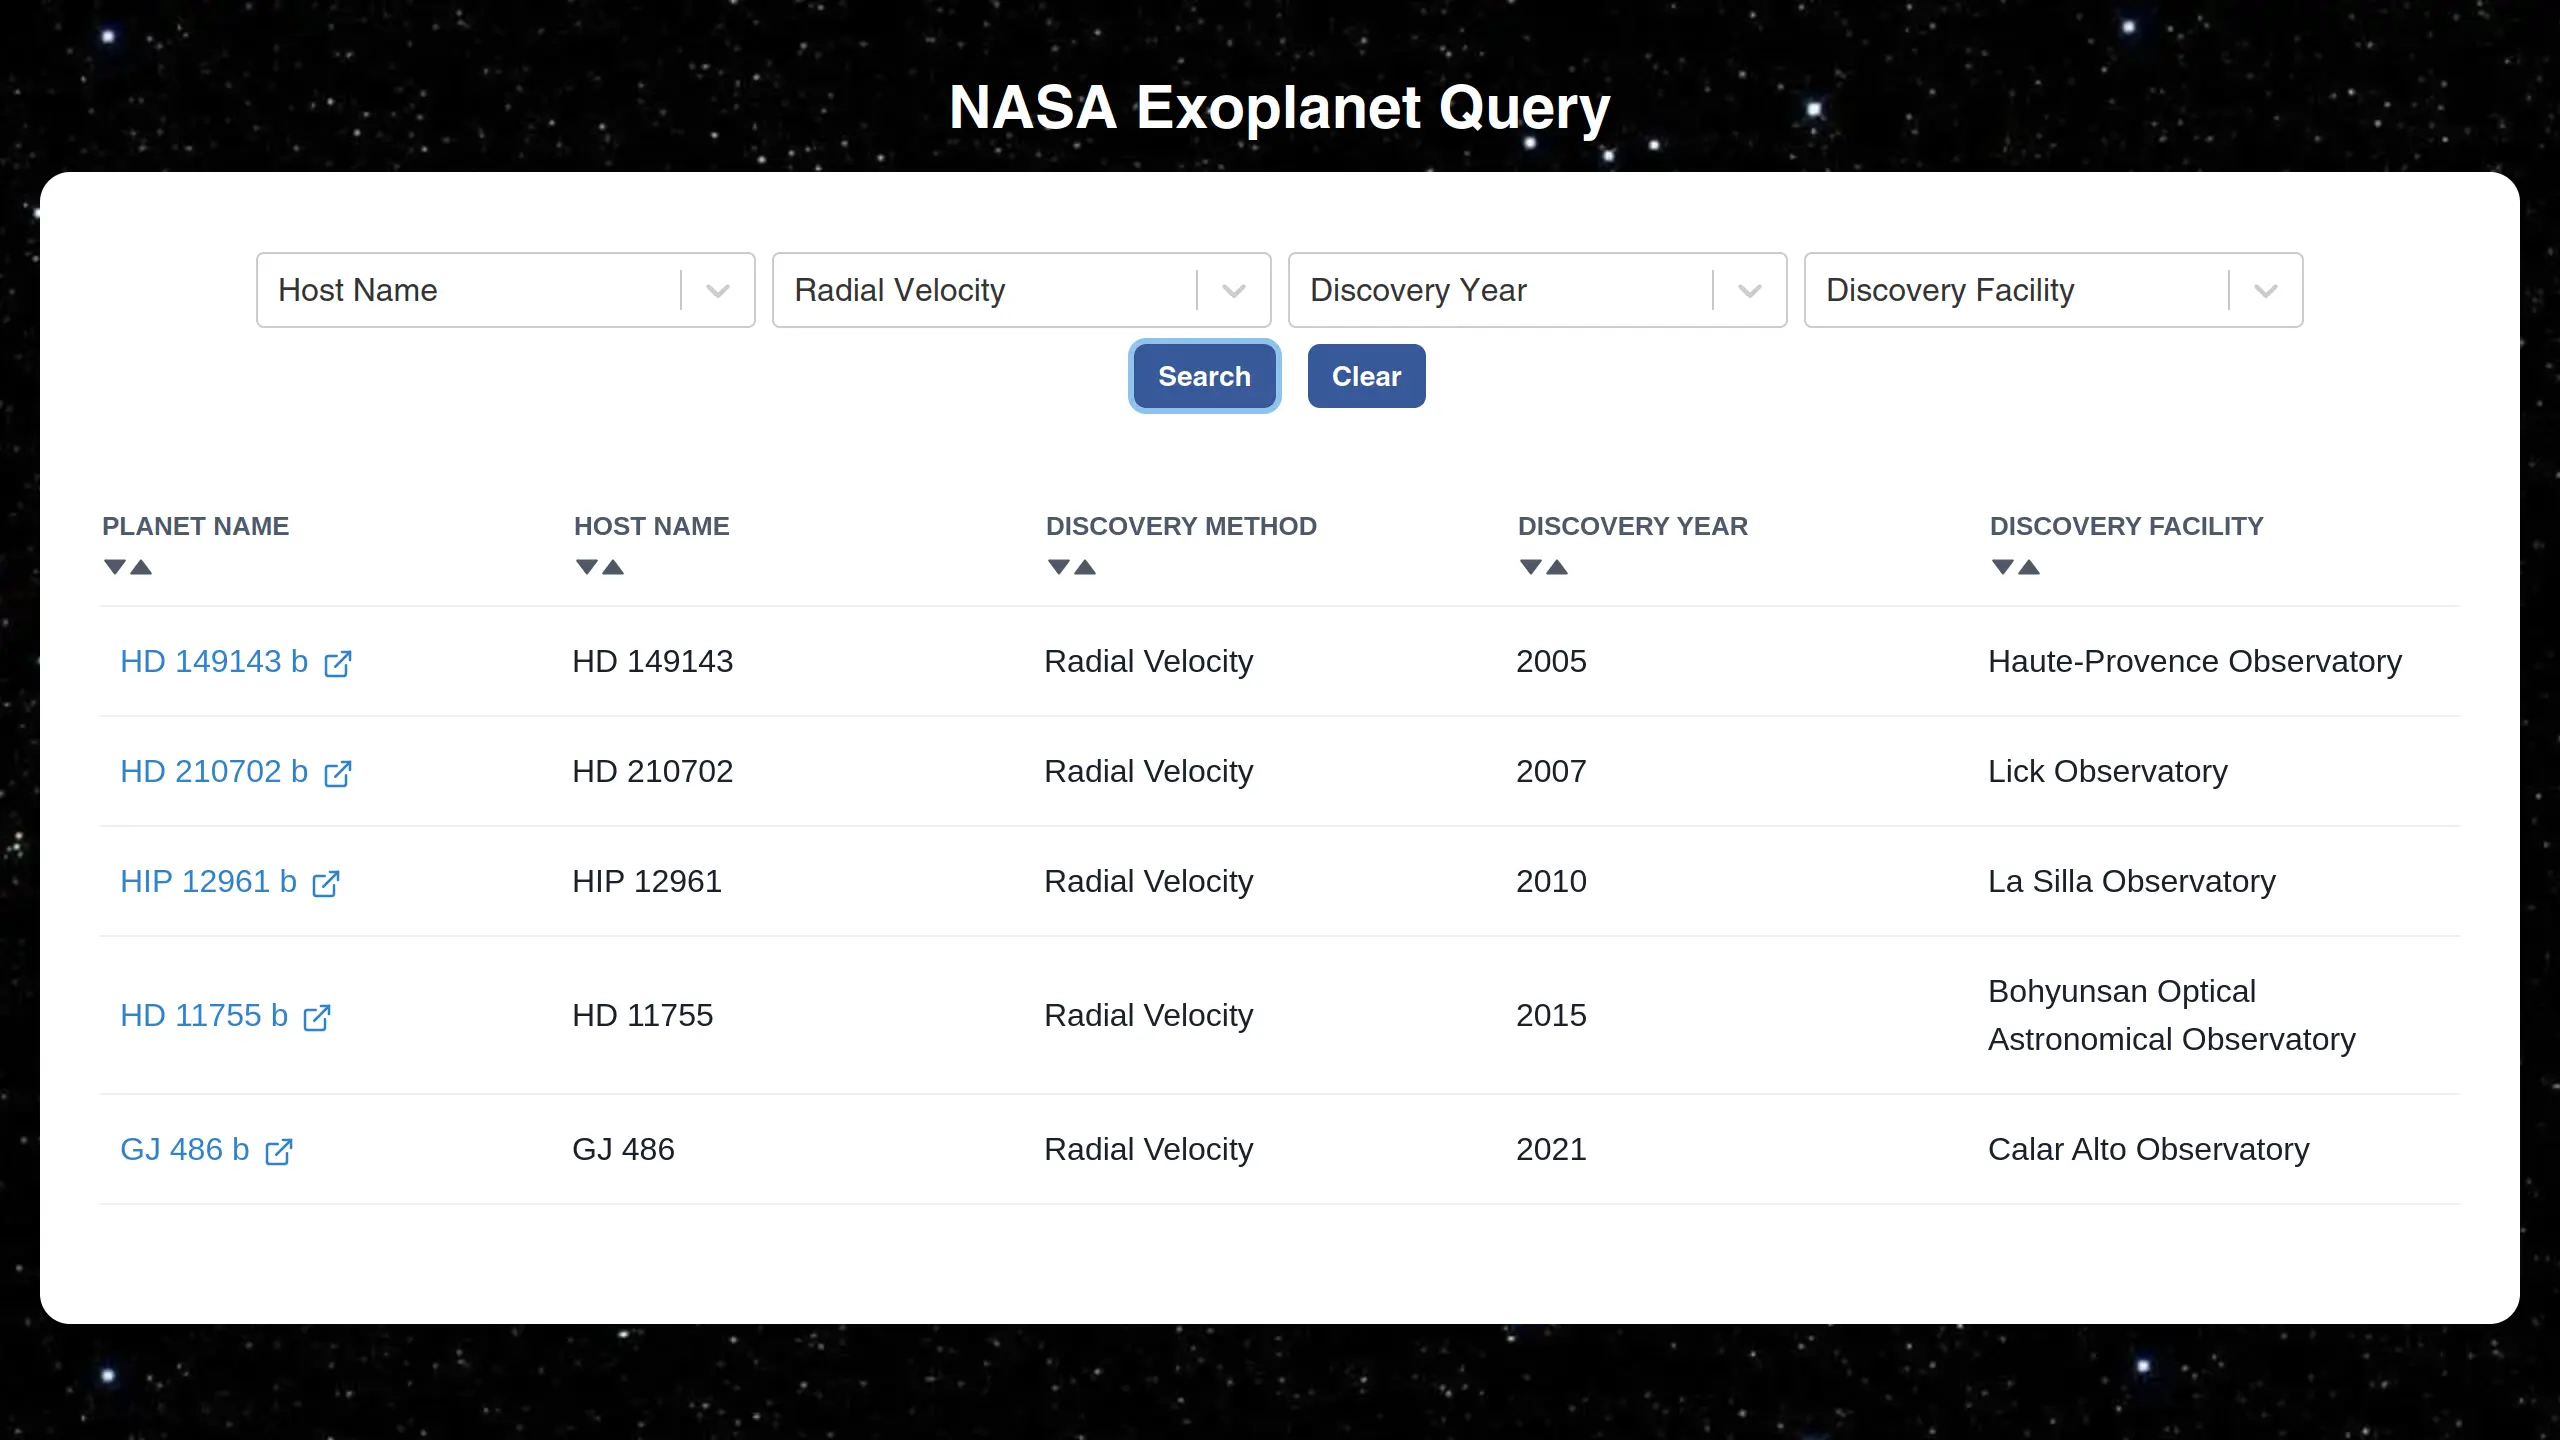 NASA Exoplanet Query
Host Name
Radial Velocity
Discovery Year
Discovery Facility
Search
Clear
PLANET NAME
HOST NAME
DISCOVERY METHOD
DISCOVERY YEAR
DISCOVERY FACILITY
HD 149143 b
HD 149143
Radial Velocity
2005
Haute-Provence Observatory
HD 210702 b
HD 210702
Radial Velocity
2007
Lick Observatory
HIP 12961 b
HIP 12961
Radial Velocity
2010
La Silla Observatory
HD 11755 b
HD 11755
Radial Velocity
2015
Bohyunsan Optical
Astronomical Observatory
GJ 486 b
GJ 486
Radial Velocity
2021
Calar Alto Observatory